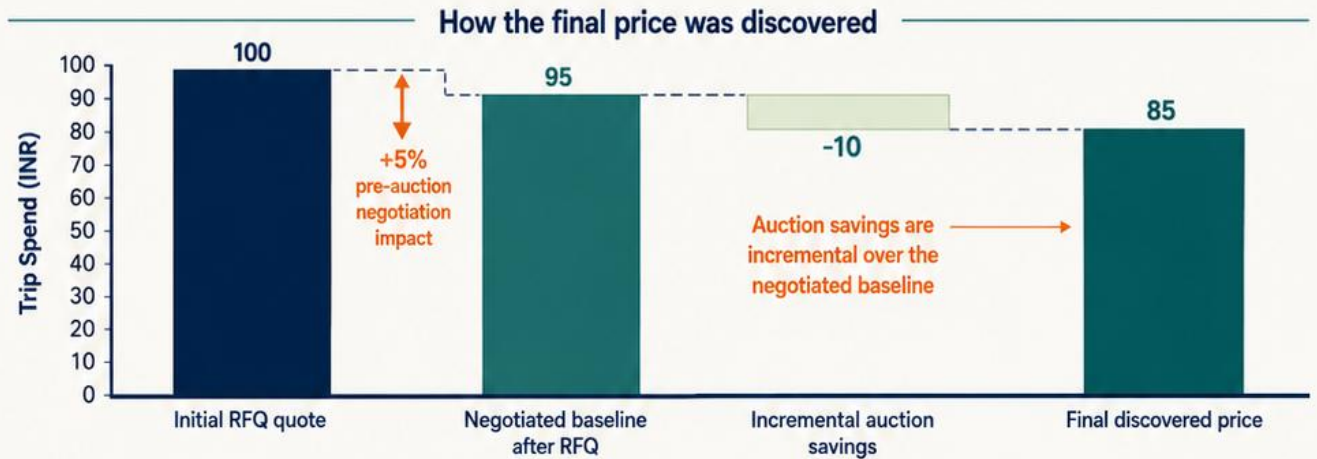 How the final price was discovered
Trip Spend (INR)
100
90
80
70
60
50
40
30
20
10
0
100
+5%
pre-auction
negotiation
impact
95
-10
Auction savings are
incremental over the
negotiated baseline
85
Initial RFQ quote
Negotiated baseline
after RFQ
Incremental auction
savings
Final discovered price